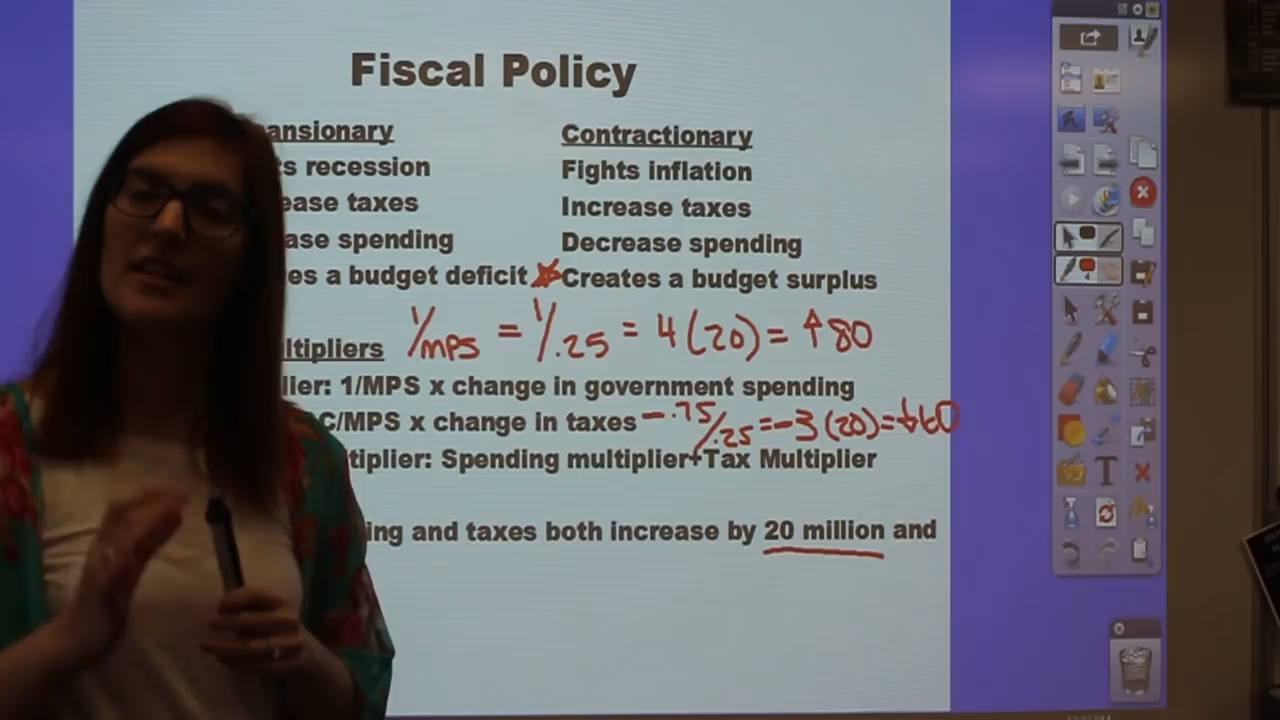 Fiscal Policy
ansionary Contractionary
s recession Fights inflation
ease taxes Increase taxes
ase spending Decrease spending
es a budget deficit Creates a budget surplus
ltipliers 1/MPS = 1/.25 = 4(20) = ↑80
lier: 1/MPS x change in government spending
C/MPS x change in taxes -.75/.25=-3(20)=↓60
tiplier: Spending multiplier+Tax Multiplier
ing and taxes both increase by 20 million and